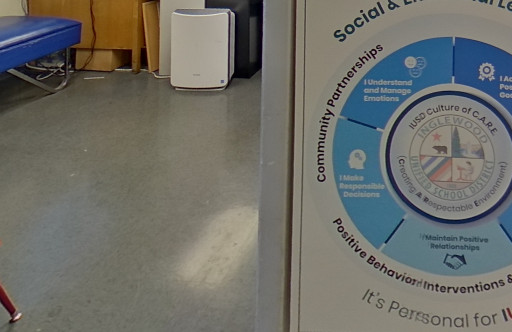 Social & Em
Community Partnerships
I Understand
and Manage
Emotions
IUSD Culture of C.A.R.E.
INGLEWOOD
UNIFIED SCHOOL DISTRICT
(Creating A Respectable Environment)
I Make
Responsible
Decisions
I Maintain Positive
Relationships
Positive Behavior Interventions &
It's Personal for